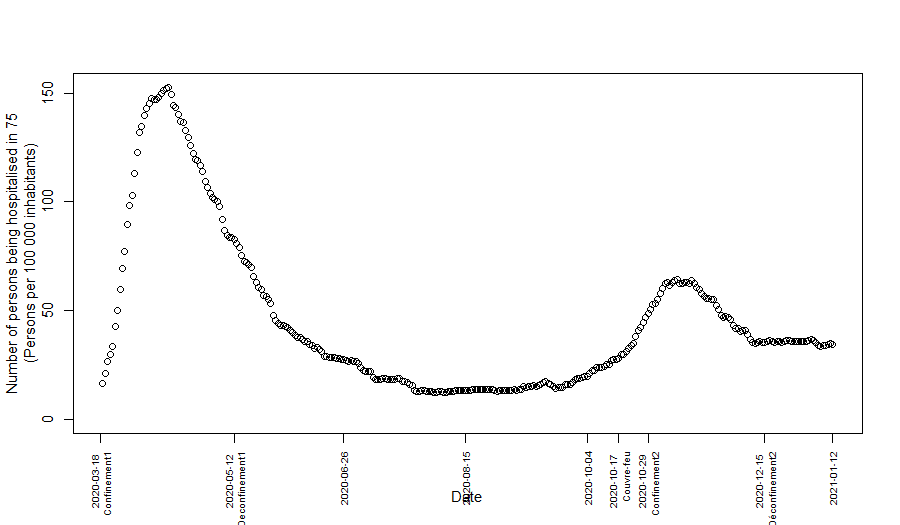 Number of persons being hospitalised in 75
(Persons per 100 000 inhabitants)
150
100
50
0
2020-03-18
Confinement1
2020-05-12
Deconfinement1
2020-06-26
2020-08-15
2020-10-04
2020-10-17
Couvre-feu
2020-10-29
Confinement2
2020-12-15
Déconfinement2
2021-01-12
Date